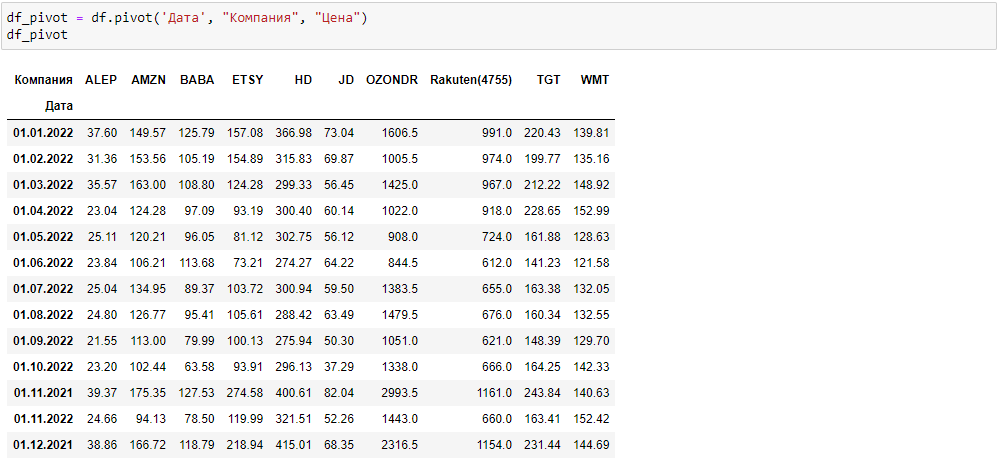 df_pivot = df.pivot('Дата', "Компания", "Цена")
df_pivot
Компания ALEP AMZN BABA ETSY HD JD OZONDR Rakuten(4755) TGT WMT
Дата
01.01.2022 37.60 149.57 125.79 157.08 366.98 73.04 1606.5 991.0 220.43 139.81
01.02.2022 31.36 153.56 105.19 154.89 315.83 69.87 1005.5 974.0 199.77 135.16
01.03.2022 35.57 163.00 108.80 124.28 299.33 56.45 1425.0 967.0 212.22 148.92
01.04.2022 23.04 124.28 97.09 93.19 300.40 60.14 1022.0 918.0 228.65 152.99
01.05.2022 25.11 120.21 96.05 81.12 302.75 56.12 908.0 724.0 161.88 128.63
01.06.2022 23.84 106.21 113.68 73.21 274.27 64.22 844.5 612.0 141.23 121.58
01.07.2022 25.04 134.95 89.37 103.72 300.94 59.50 1383.5 655.0 163.38 132.05
01.08.2022 24.80 126.77 95.41 105.61 288.42 63.49 1479.5 676.0 160.34 132.55
01.09.2022 21.55 113.00 79.99 100.13 275.94 50.30 1051.0 621.0 148.39 129.70
01.10.2022 23.20 102.44 63.58 93.91 296.13 37.29 1338.0 666.0 164.25 142.33
01.11.2021 39.37 175.35 127.53 274.58 400.61 82.04 2993.5 1161.0 243.84 140.63
01.11.2022 24.66 94.13 78.50 119.99 321.51 52.26 1443.0 660.0 163.41 152.42
01.12.2021 38.86 166.72 118.79 218.94 415.01 68.35 2316.5 1154.0 231.44 144.69